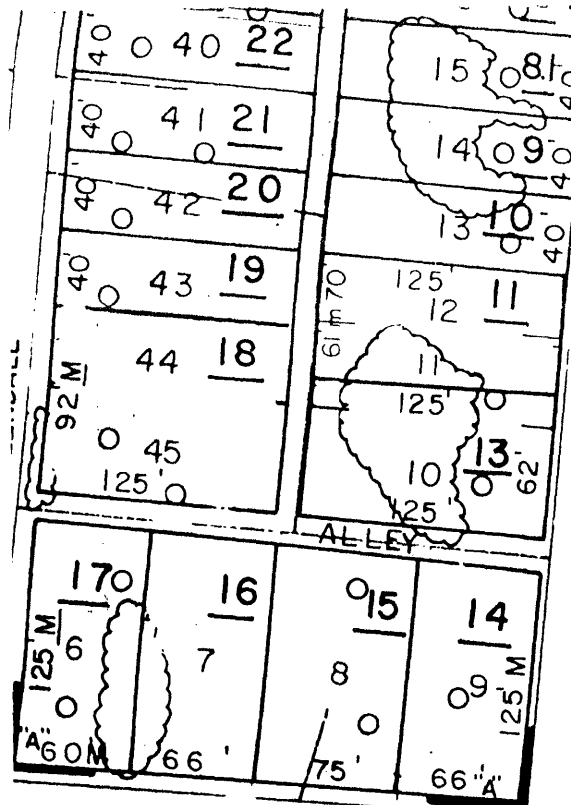 40 40 22 15 8.1
40' 41 21 14 9 4
40' 42 20 13 10 40'
40' 43 19 125' 12 11
61 m 70
44 18 11
125'
92' M
45 10 13 62'
125' 125'
ALLEY
17 16 15 14
125' M 6 7 8 9 125' M
"A" 60 M 66' 75' 66 "A"